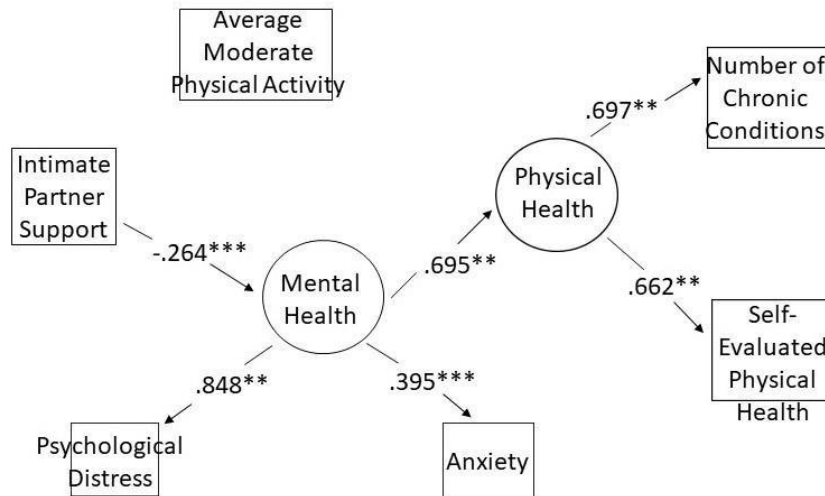 Average
Moderate
Physical Activity
Number of
Chronic
Conditions
.697**
Intimate
Partner
Support
Physical
Health
-.264***
.695**
Mental
Health
.662**
Self-
Evaluated
Physical
Health
.848**
.395***
Psychological
Distress
Anxiety